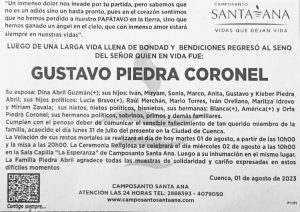 "Un inmenso dolor nos invade por tu partida, pero sabemos que no es un adiós sino un hasta pronto, pues es el corazón sentimos que no hemos perdido a nuestro PAPATAVO en la tierra, sino que hemos ganado un ángel en el cielo, que con inmenso amor estará siempre en nuestras vidas".
CAMPOSANTO
SANTA ANA
VIDAS QUE DEJAN VIDA
LUEGO DE UNA LARGA VIDA LLENA DE BONDAD Y BENDICIONES REGRESÓ AL SENO
DEL SEÑOR QUIEN EN VIDA FUE:
GUSTAVO PIEDRA CORONEL
Su esposa: Dina Abril Guzmán(+); sus hijos: Iván, Miryam, Sonia, Marco, Anita, Gustavo y Kleber Piedra
Abril; sus hijos políticos: Lucía Bravo(+), Raúl Merchán, Mario Torres, Iván Orellana, Maritza Idrovo
y Miriam Zavala; sus nietos, nietos políticos, bisnietos, sus hermanos: Blanca(+), América(+) y Orfa
Piedra Coronel; sus hermanos políticos, sobrinos, primos y demás familiares.
Cumplen con el penoso deber de comunicar el sensible fallecimiento de tan querido miembro de la
familia, acaecido el día lunes 31 de julio del presente en la Ciudad de Cuenca.
La Velación de sus restos mortales se realizará el día de hoy martes 01 de agosto, a partir de las 10h00
y la misa a las 20h00. La Ceremonia Religiosa se celebrará el día miércoles 02 de agosto a las 11h00
en la Sala Capilla "La Esperanza" de Camposanto Santa Ana. Luego a su inhumación en el mismo lugar.
La Familia Piedra Abril agradece todas las muestras de solidaridad y cariño expresadas en estos
difíciles momentos
Cuenca, 01 de agosto de 2023
CAMPOSANTO SANTA ANA
ATENCIÓN LAS 24 HORAS TEL: 2888393 - 4079050
www.camposantosantaana.com